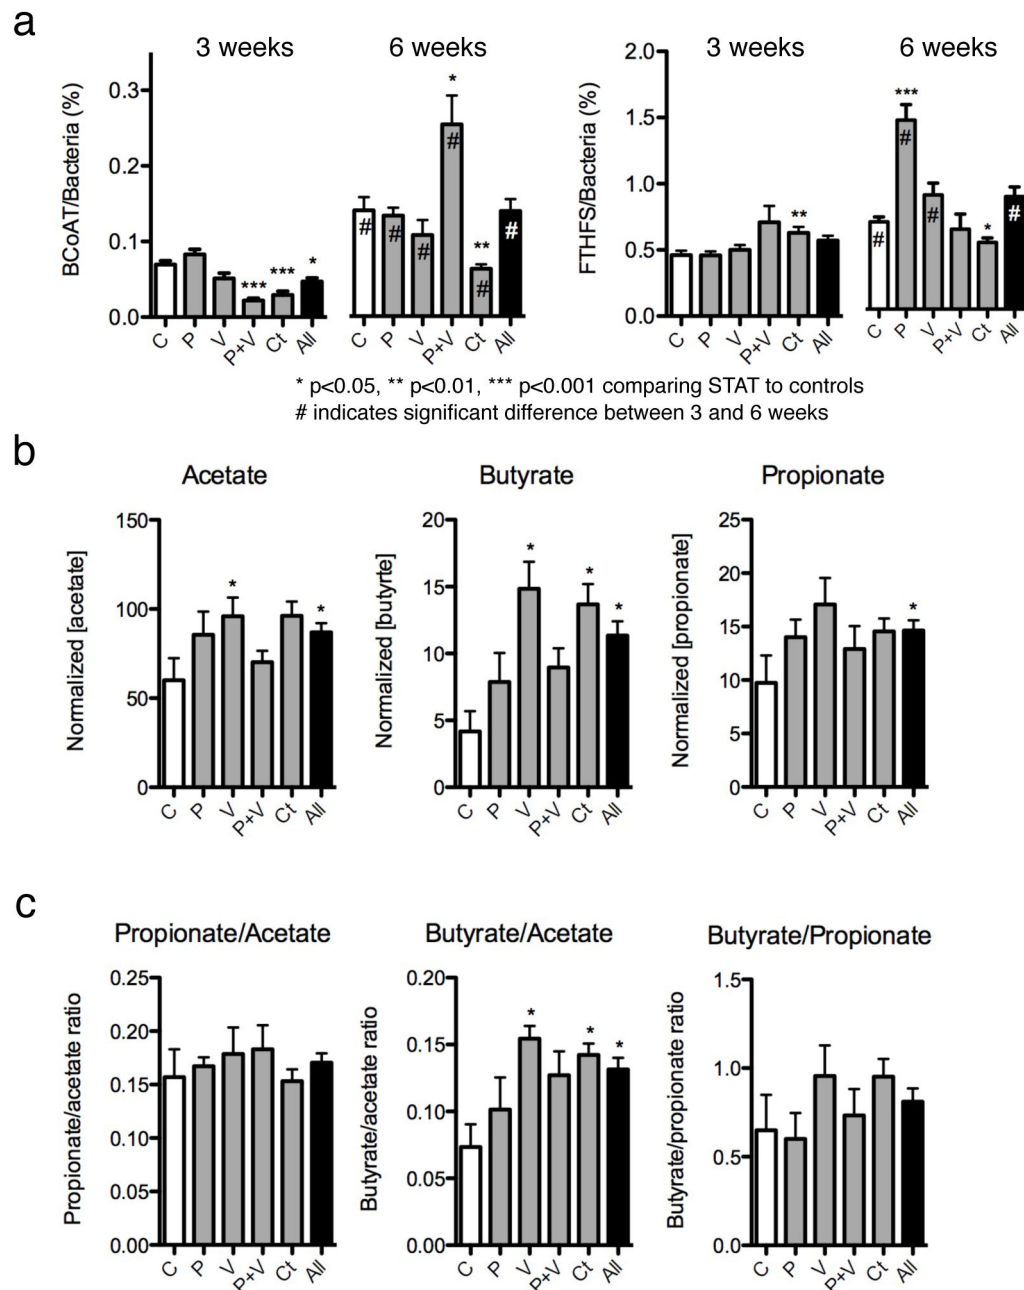 a
3 weeks 6 weeks 3 weeks 6 weeks
BCoAT/Bacteria (%)
0.3
0.2
0.1
0.0
*
#
# # # # #
*** *** * **
C P V P+V Ct All C P V P+V Ct All
FTHFS/Bacteria (%)
2.0
1.5
1.0
0.5
0.0
***
#
** # # * #
C P V P+V Ct All C P V P+V Ct All
* p<0.05, ** p<0.01, *** p<0.001 comparing STAT to controls
# indicates significant difference between 3 and 6 weeks
b
Acetate
Normalized [acetate]
150
100
50
0
* *
C P V P+V Ct All
Butyrate
Normalized [butyrte]
20
15
10
5
0
* * *
C P V P+V Ct All
Propionate
Normalized [propionate]
25
20
15
10
5
0
*
C P V P+V Ct All
c
Propionate/Acetate
Propionate/acetate ratio
0.25
0.20
0.15
0.10
0.05
0.00
C P V P+V Ct All
Butyrate/Acetate
Butyrate/acetate ratio
0.20
0.15
0.10
0.05
0.00
* * *
C P V P+V Ct All
Butyrate/Propionate
Butyrate/propionate ratio
1.5
1.0
0.5
0.0
C P V P+V Ct All